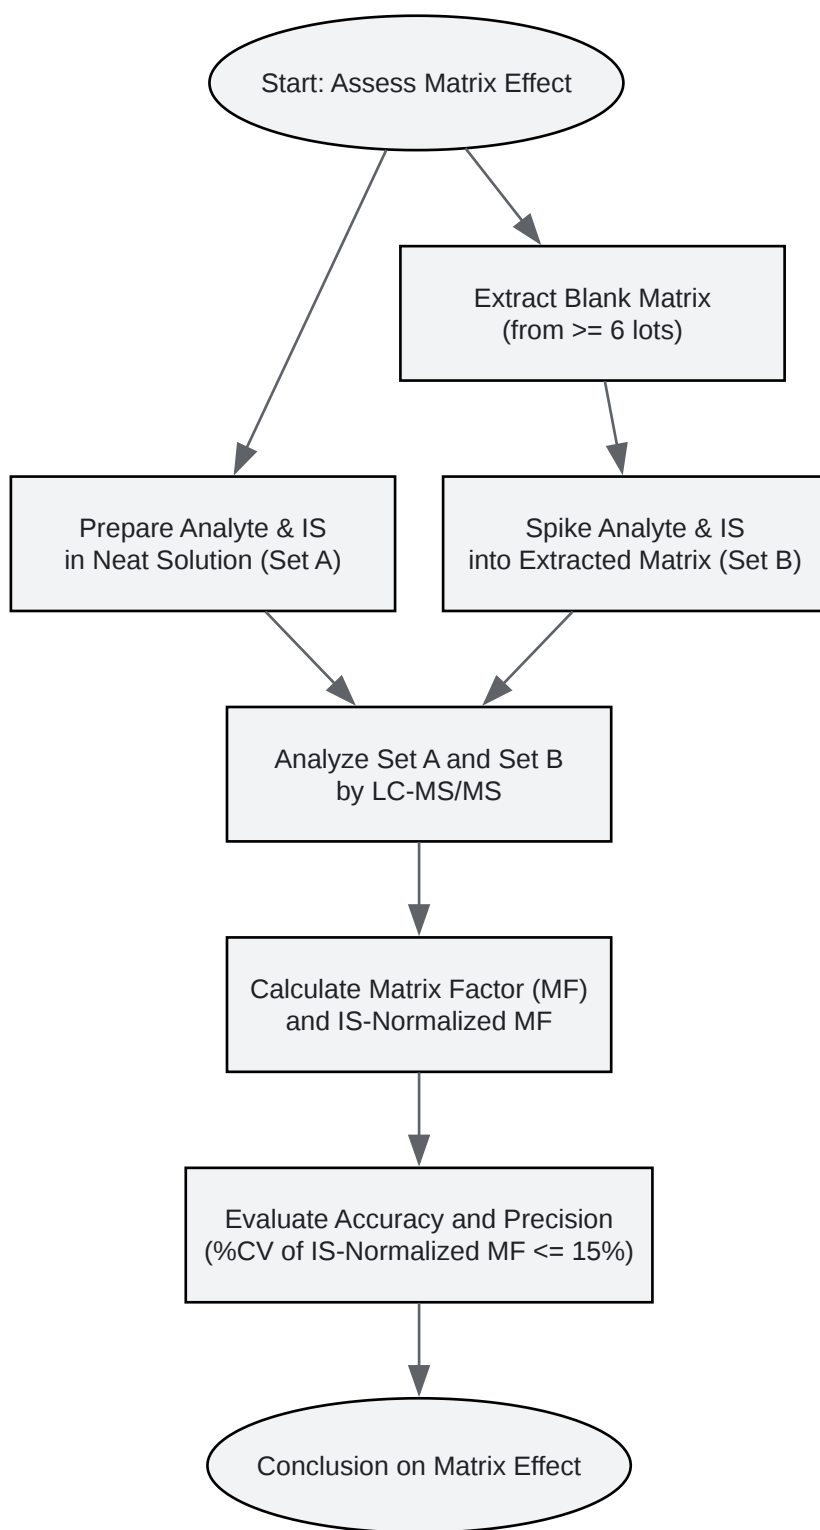 Start: Assess Matrix Effect
Extract Blank Matrix
(from >= 6 lots)
Prepare Analyte & IS
in Neat Solution (Set A)
Spike Analyte & IS
into Extracted Matrix (Set B)
Analyze Set A and Set B
by LC-MS/MS
Calculate Matrix Factor (MF)
and IS-Normalized MF
Evaluate Accuracy and Precision
(%CV of IS-Normalized MF <= 15%)
Conclusion on Matrix Effect